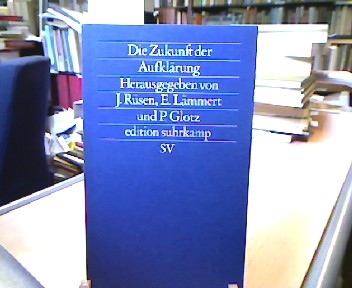 Die Zukunft der
Aufklärung
Herausgegeben von
J. Rüsen, E. Lämmert
und P. Glotz
edition suhrkamp
SV